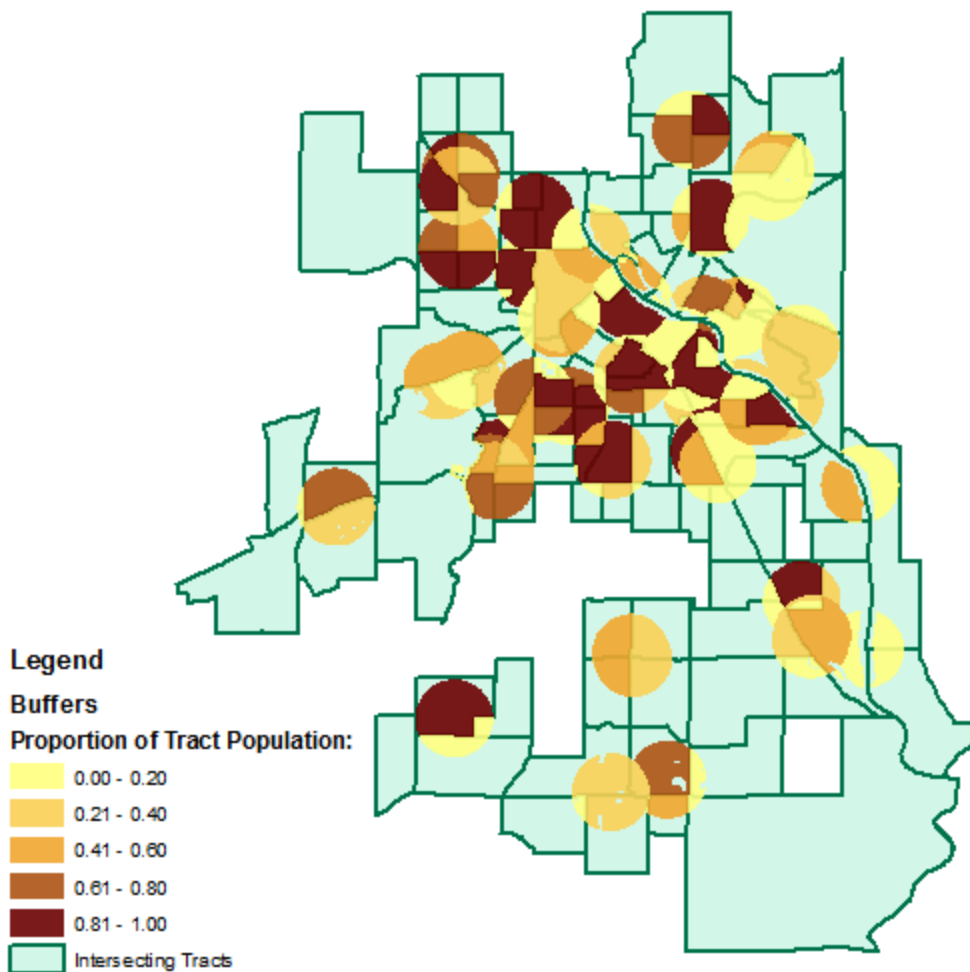 Legend
Buffers
Proportion of Tract Population:
0.00 - 0.20
0.21 - 0.40
0.41 - 0.60
0.61 - 0.80
0.81 - 1.00
Intersecting Tracts